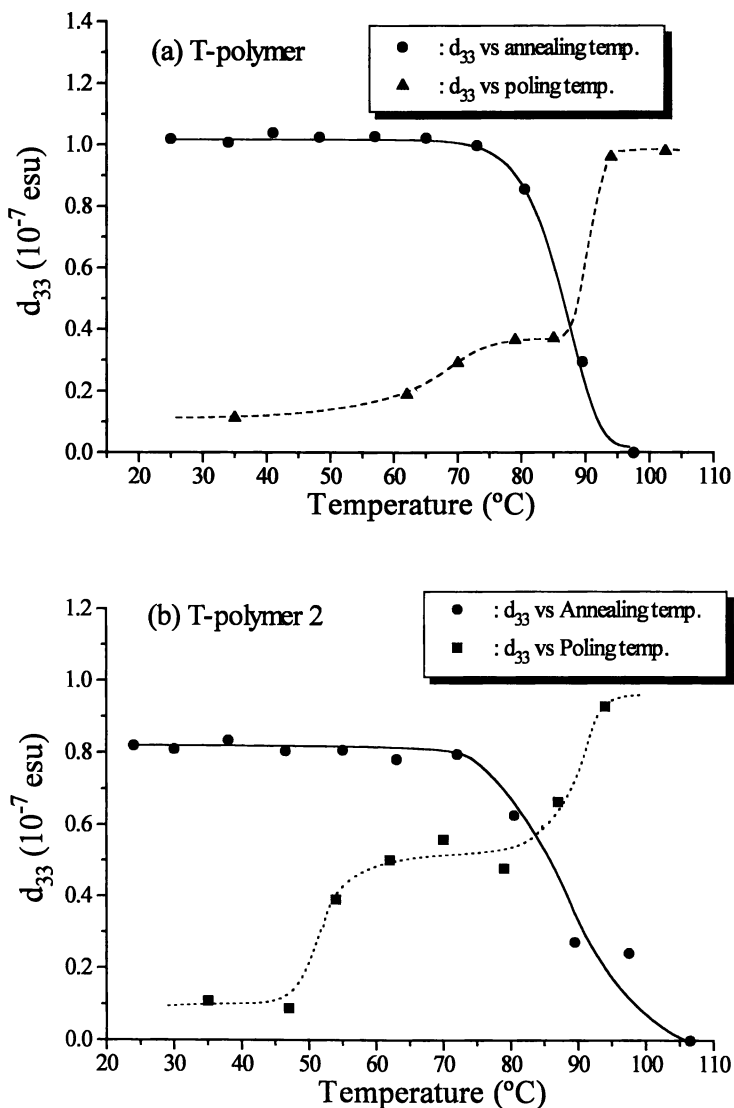 (a) T-polymer
● : d₃₃ vs annealing temp.
▲ : d₃₃ vs poling temp.
d₃₃ (10⁻⁷ esu)
1.4
1.2
1.0
0.8
0.6
0.4
0.2
0.0
20 30 40 50 60 70 80 90 100 110
Temperature (ºC)
(b) T-polymer 2
● : d₃₃ vs Annealing temp.
■ : d₃₃ vs Poling temp.
d₃₃ (10⁻⁷ esu)
1.2
1.0
0.8
0.6
0.4
0.2
0.0
20 30 40 50 60 70 80 90 100 110
Temperature (ºC)